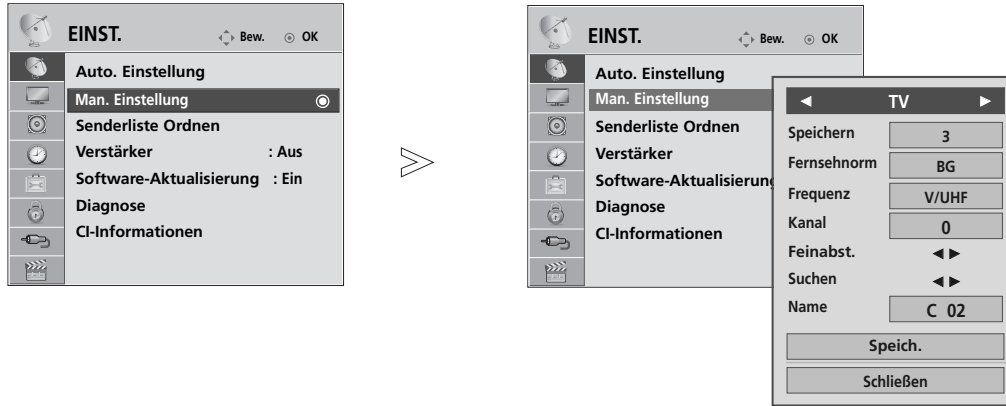 EINST. Bew. OK
Auto. Einstellung
Man. Einstellung
Senderliste Ordnen
Verstärker : Aus
Software-Aktualisierung : Ein
Diagnose
CI-Informationen
EINST. Bew. OK
Auto. Einstellung
Man. Einstellung
Senderliste Ordnen
Verstärker
Software-Aktualisierung
Diagnose
CI-Informationen
◄ TV ►
Speichern 3
Fernsehnorm BG
Frequenz V/UHF
Kanal 0
Feinabst. ◄ ►
Suchen ◄ ►
Name C 02
Speich.
Schließen